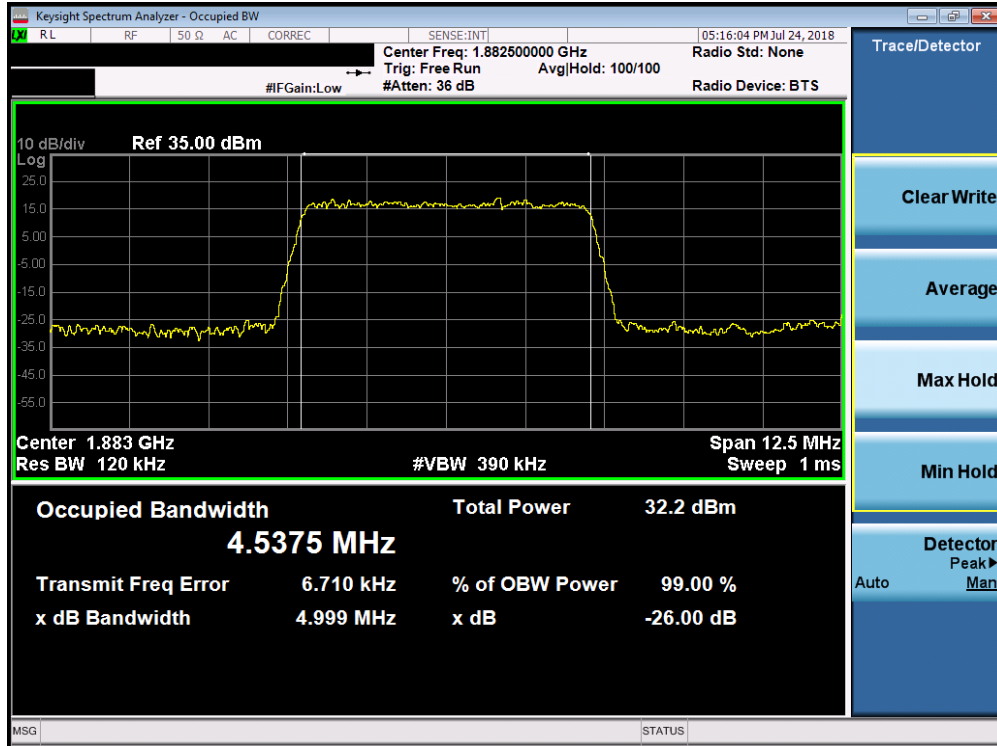 Keysight Spectrum Analyzer - Occupied BW
LXI RL RF 50 Ω AC CORREC SENSE:INT 05:16:04 PM Jul 24, 2018
Center Freq: 1.882500000 GHz Radio Std: None
Trig: Free Run Avg|Hold: 100/100
#IFGain:Low #Atten: 36 dB Radio Device: BTS
Trace/Detector
10 dB/div Ref 35.00 dBm
Log
25.0
15.0
5.00
-5.00
-15.0
-25.0
-35.0
-45.0
-55.0
Center 1.883 GHz Span 12.5 MHz
Res BW 120 kHz #VBW 390 kHz Sweep 1 ms
Occupied Bandwidth Total Power 32.2 dBm
4.5375 MHz
Transmit Freq Error 6.710 kHz % of OBW Power 99.00 %
x dB Bandwidth 4.999 MHz x dB -26.00 dB
Clear Write
Average
Max Hold
Min Hold
Detector
Peak▶
Auto Man
MSG STATUS